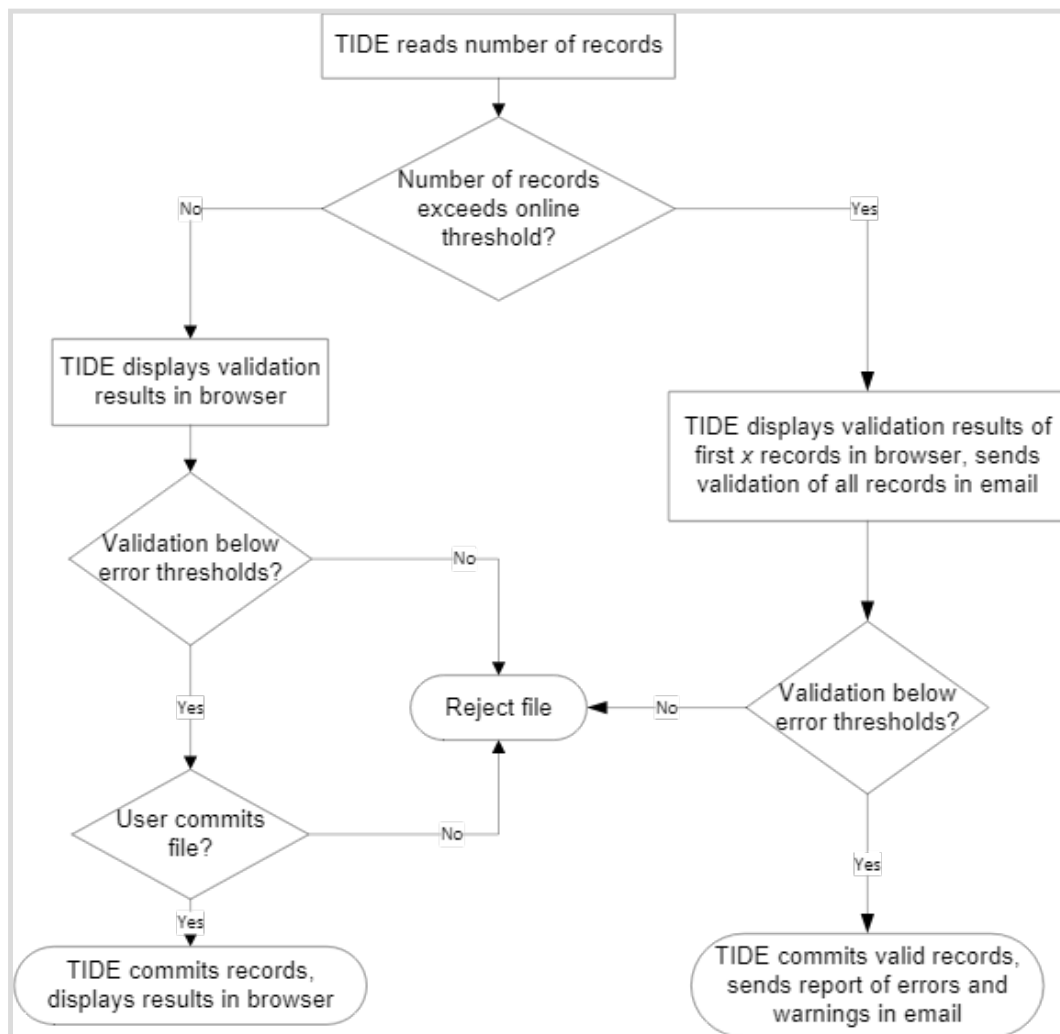 TIDE reads number of records
Number of records
exceeds online
threshold?
No
Yes
TIDE displays validation
results in browser
TIDE displays validation results of
first x records in browser, sends
validation of all records in email
Validation below
error thresholds?
No
Yes
Reject file
No
Validation below
error thresholds?
User commits
file?
No
Yes
Yes
TIDE commits records,
displays results in browser
TIDE commits valid records,
sends report of errors and
warnings in email